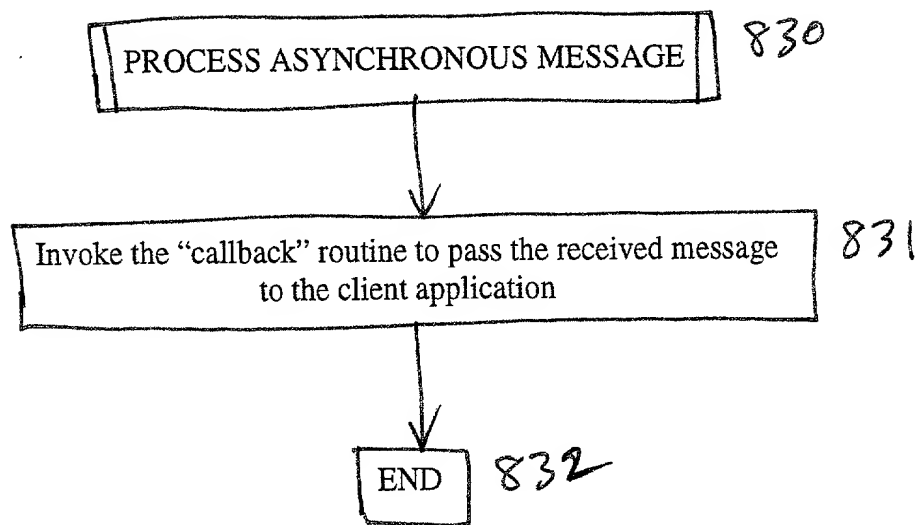 PROCESS ASYNCHRONOUS MESSAGE 830
Invoke the “callback” routine to pass the received message 831
to the client application
END 832